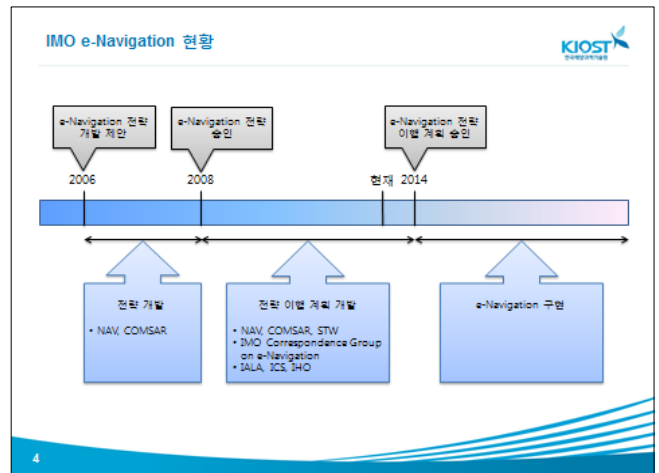 IMO e-Navigation 현황
KIOST
한국해양과학기술원
e-Navigation 전략
개발 제안
e-Navigation 전략
승인
e-Navigation 전략
이행 계획 승인
2006
2008
현재 2014
전략 개발
• NAV, COMSAR
전략 이행 계획 개발
• NAV, COMSAR, STW
• IMO Correspondence Group
on e-Navigation
• IALA, ICS, IHO
e-Navigation 구현
4